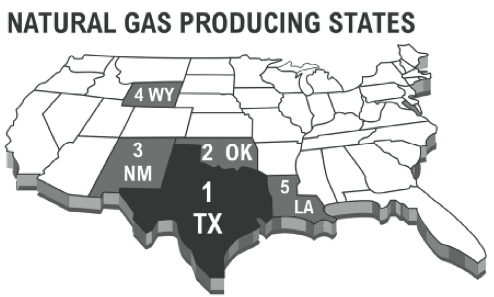 NATURAL GAS PRODUCING STATES
4 WY
3
NM
2 OK
1
TX
5
LA